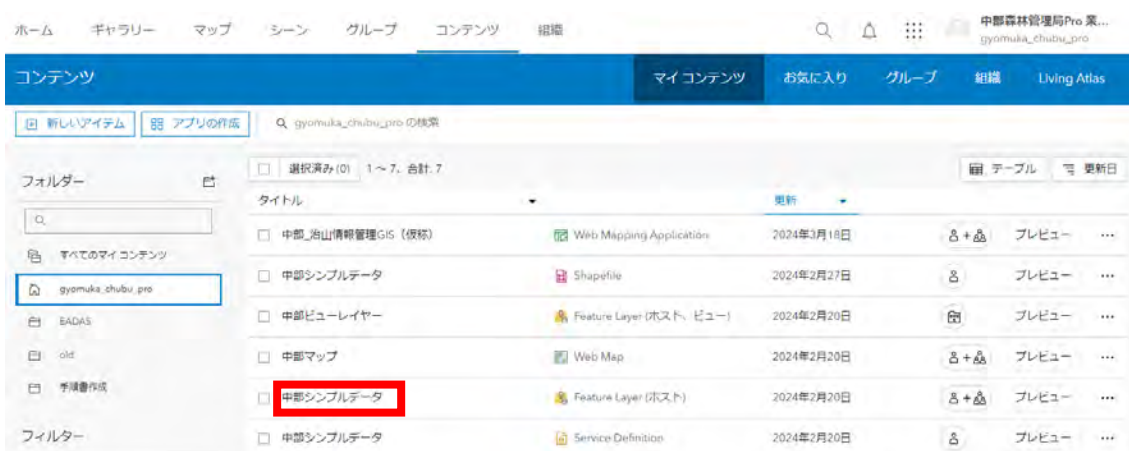 ホーム ギャラリー マップ シーン グループ コンテンツ 組織 中部森林管理局Pro 業...
gyomuka_chubu_pro
コンテンツ マイ コンテンツ お気に入り グループ 組織 Living Atlas
新しいアイテム アプリの作成 gyomuka_chubu_pro の検索
フォルダー 選択済み (0) 1 ～ 7、合計: 7 テーブル 更新日
タイトル 更新
中部_治山情報管理GIS（仮称） Web Mapping Application 2024年3月18日 プレビュー ...
すべてのマイ コンテンツ
中部シンプルデータ Shapefile 2024年2月27日 プレビュー ...
gyomuka_chubu_pro
EADAS 中部ビューレイヤー Feature Layer (ホスト、ビュー) 2024年2月20日 プレビュー ...
old 中部マップ Web Map 2024年2月20日 プレビュー ...
手順書作成 中部シンプルデータ Feature Layer (ホスト) 2024年2月20日 プレビュー ...
フィルター 中部シンプルデータ Service Definition 2024年2月20日 プレビュー ...